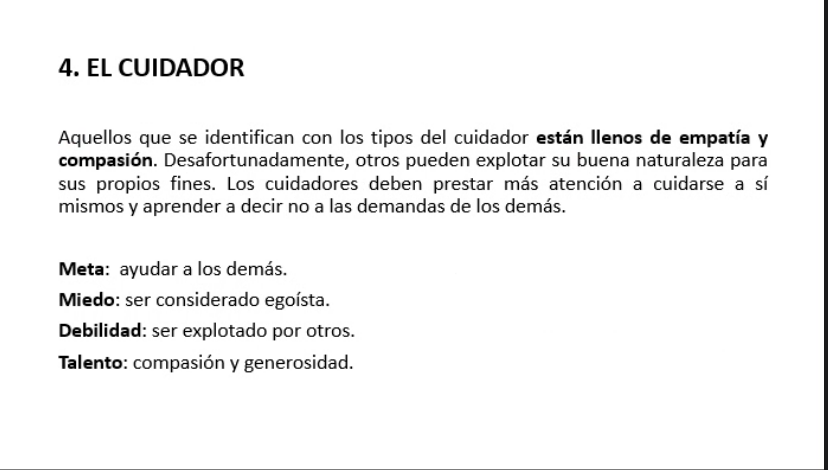 4. EL CUIDADOR
Aquellos que se identifican con los tipos del cuidador están llenos de empatía y
compasión. Desafortunadamente, otros pueden explotar su buena naturaleza para
sus propios fines. Los cuidadores deben prestar más atención a cuidarse a sí
mismos y aprender a decir no a las demandas de los demás.
Meta: ayudar a los demás.
Miedo: ser considerado egoísta.
Debilidad: ser explotado por otros.
Talento: compasión y generosidad.